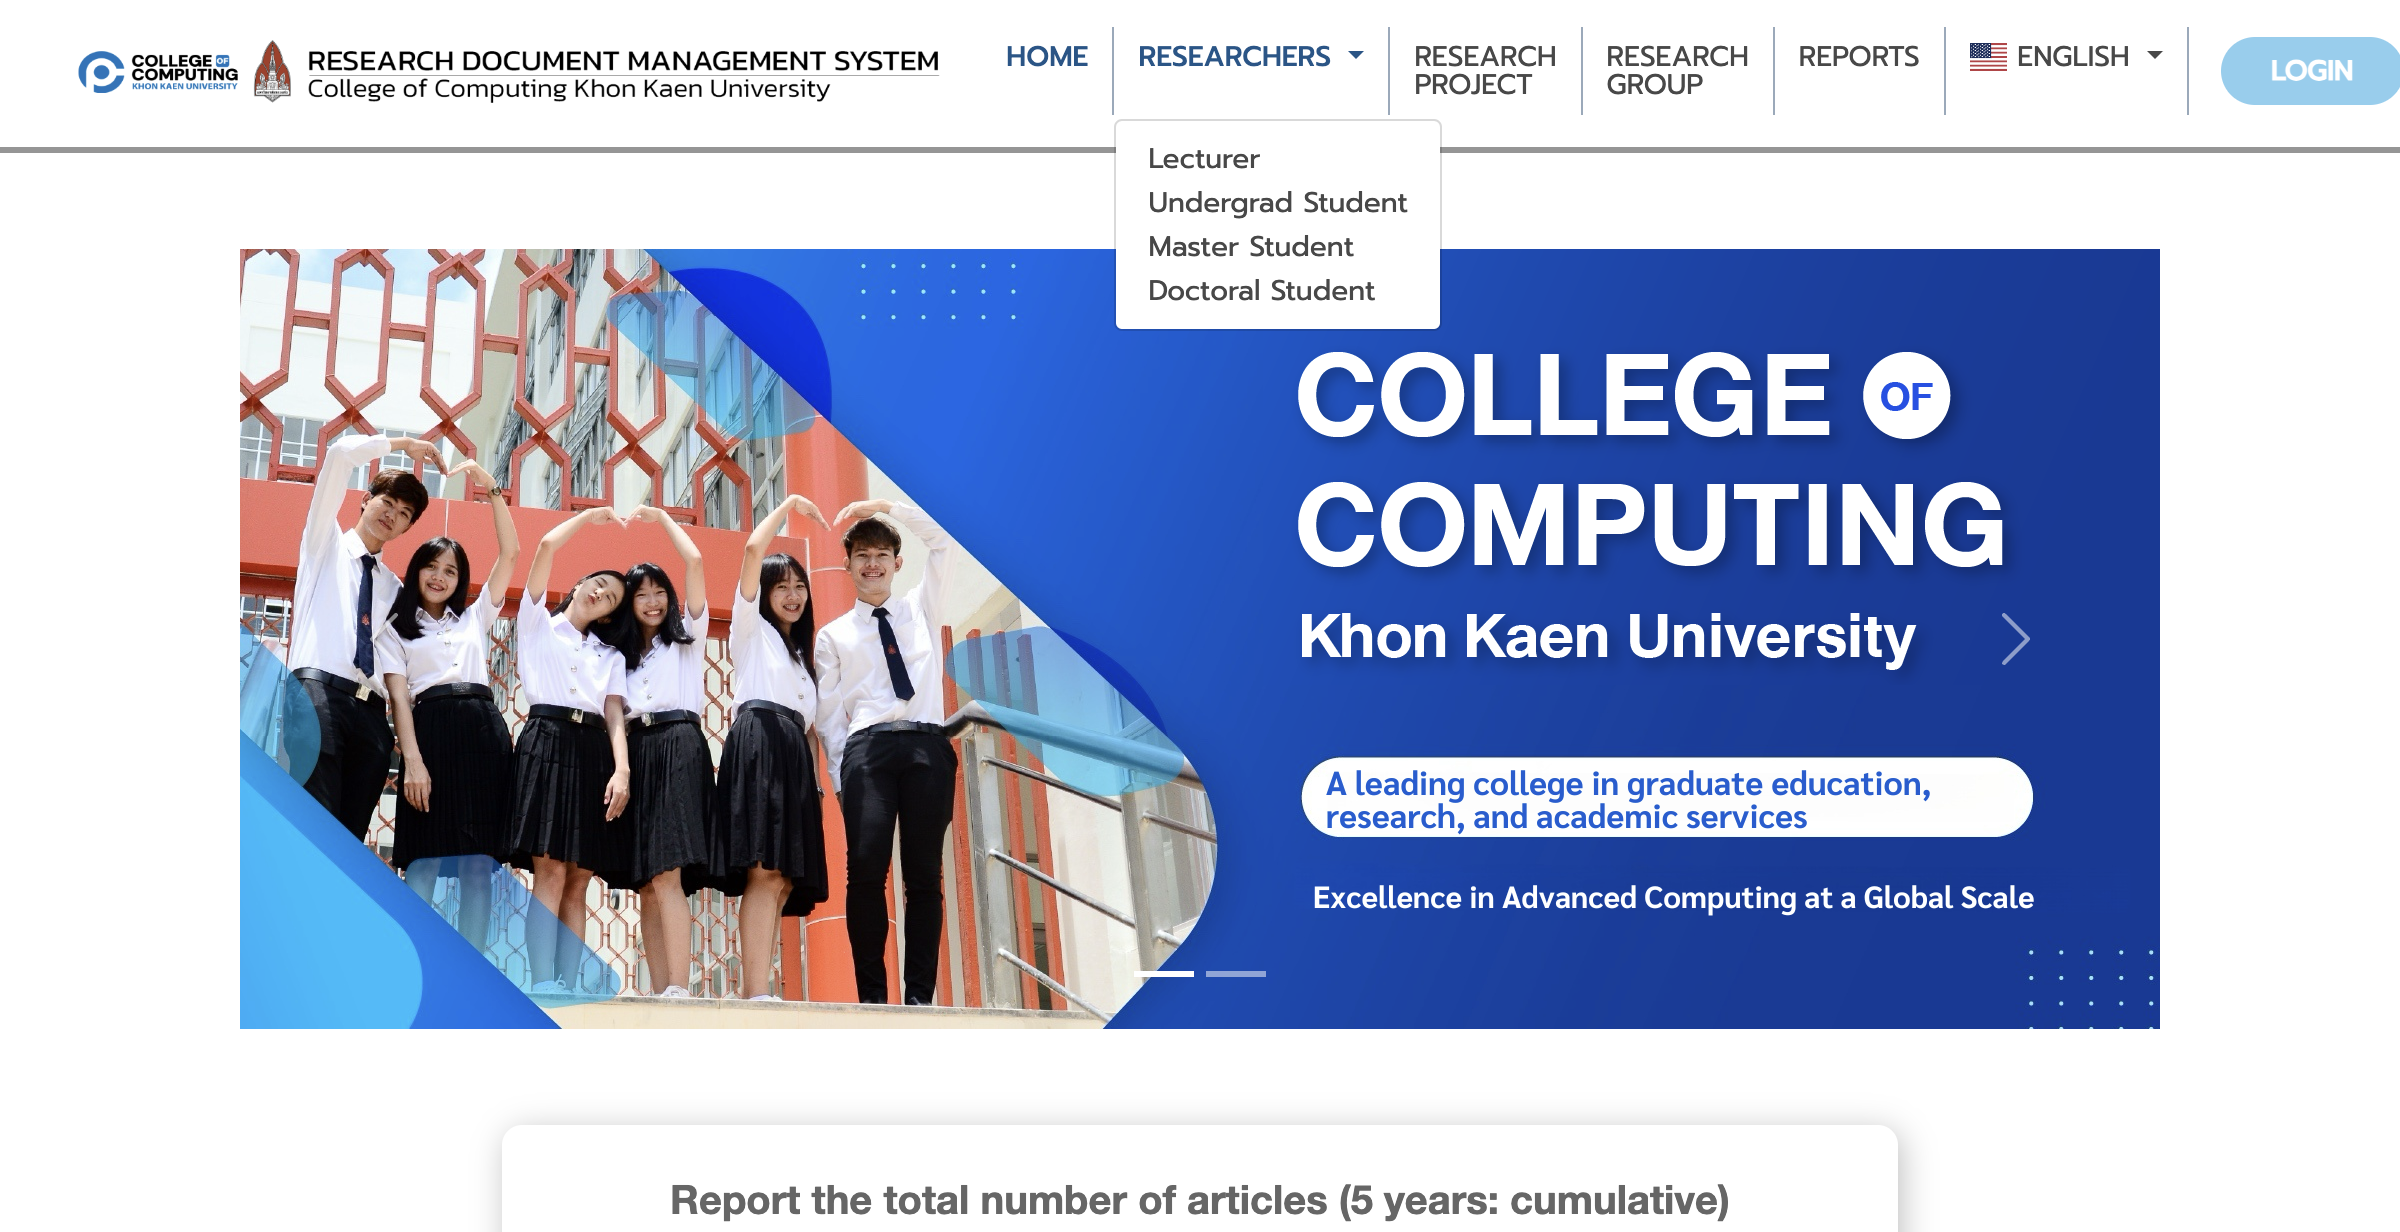 COLLEGE OF
COMPUTING
KHON KAEN UNIVERSITY
RESEARCH DOCUMENT MANAGEMENT SYSTEM
College of Computing Khon Kaen University
HOME
RESEARCHERS
RESEARCH
PROJECT
RESEARCH
GROUP
REPORTS
ENGLISH
LOGIN
Lecturer
Undergrad Student
Master Student
Doctoral Student
COLLEGE OF
COMPUTING
Khon Kaen University
A leading college in graduate education,
research, and academic services
Excellence in Advanced Computing at a Global Scale
Report the total number of articles (5 years: cumulative)